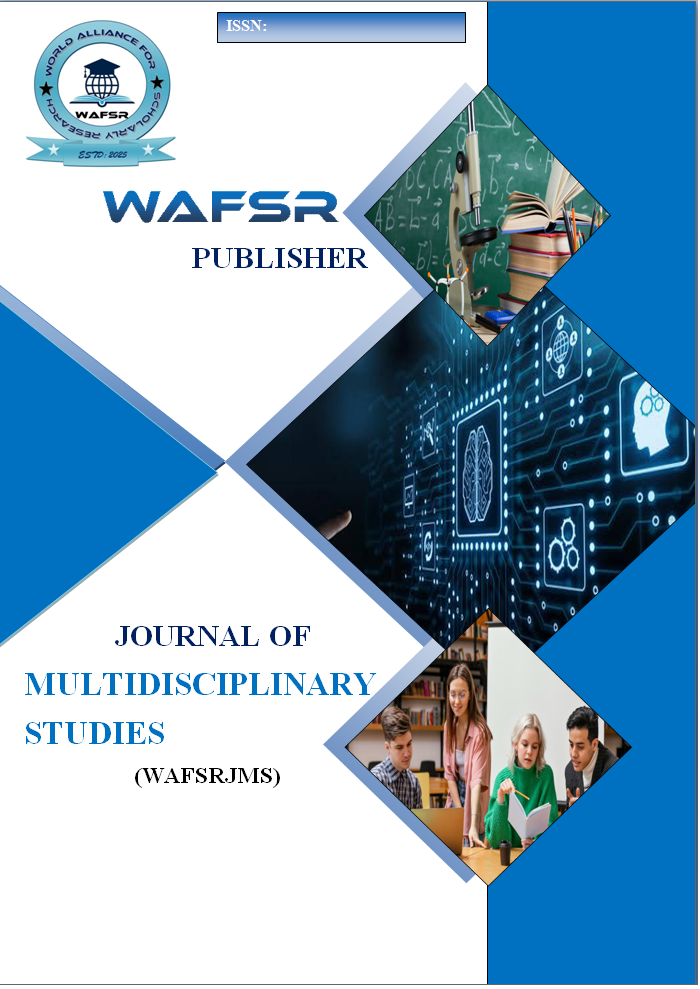 ISSN:
WORLD ALLIANCE FOR
SCHOLARLY RESEARCH
WAFSR
ESTD: 2025
WAFSR
PUBLISHER
JOURNAL OF
MULTIDISCIPLINARY
STUDIES
(WAFSRJMS)